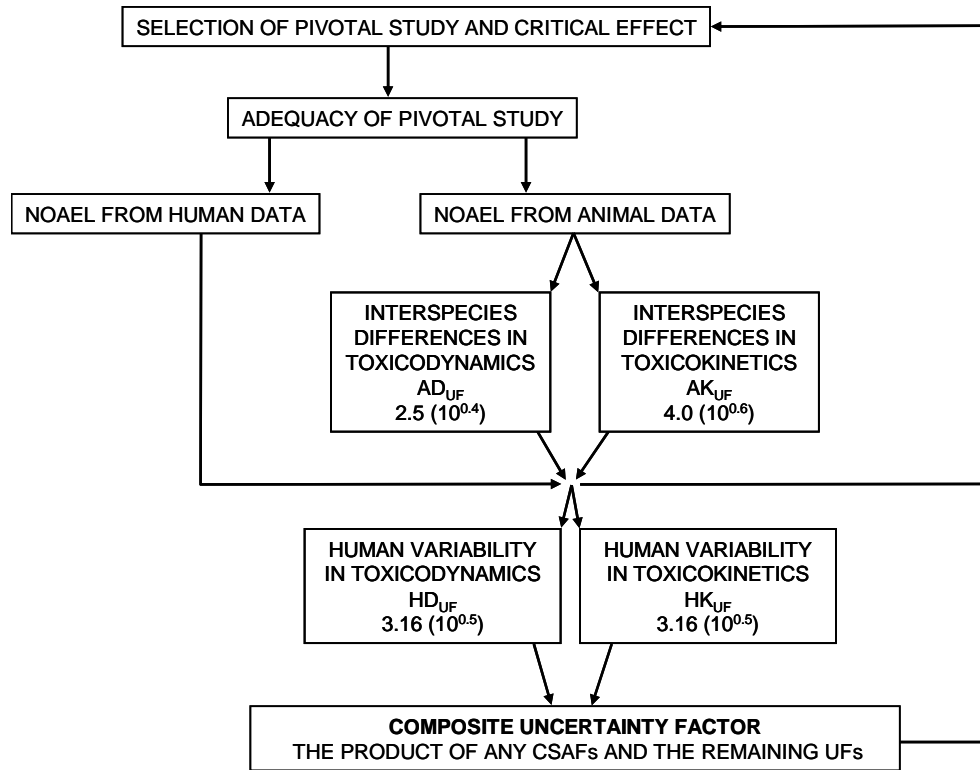 SELECTION OF PIVOTAL STUDY AND CRITICAL EFFECT
ADEQUACY OF PIVOTAL STUDY
NOAEL FROM HUMAN DATA
NOAEL FROM ANIMAL DATA
INTERSPECIES
DIFFERENCES IN
TOXICODYNAMICS
AD_UF
2.5 (10^0.4)
INTERSPECIES
DIFFERENCES IN
TOXICOKINETICS
AK_UF
4.0 (10^0.6)
HUMAN VARIABILITY
IN TOXICODYNAMICS
HD_UF
3.16 (10^0.5)
HUMAN VARIABILITY
IN TOXICOKINETICS
HK_UF
3.16 (10^0.5)
COMPOSITE UNCERTAINTY FACTOR
THE PRODUCT OF ANY CSAFs AND THE REMAINING UFs